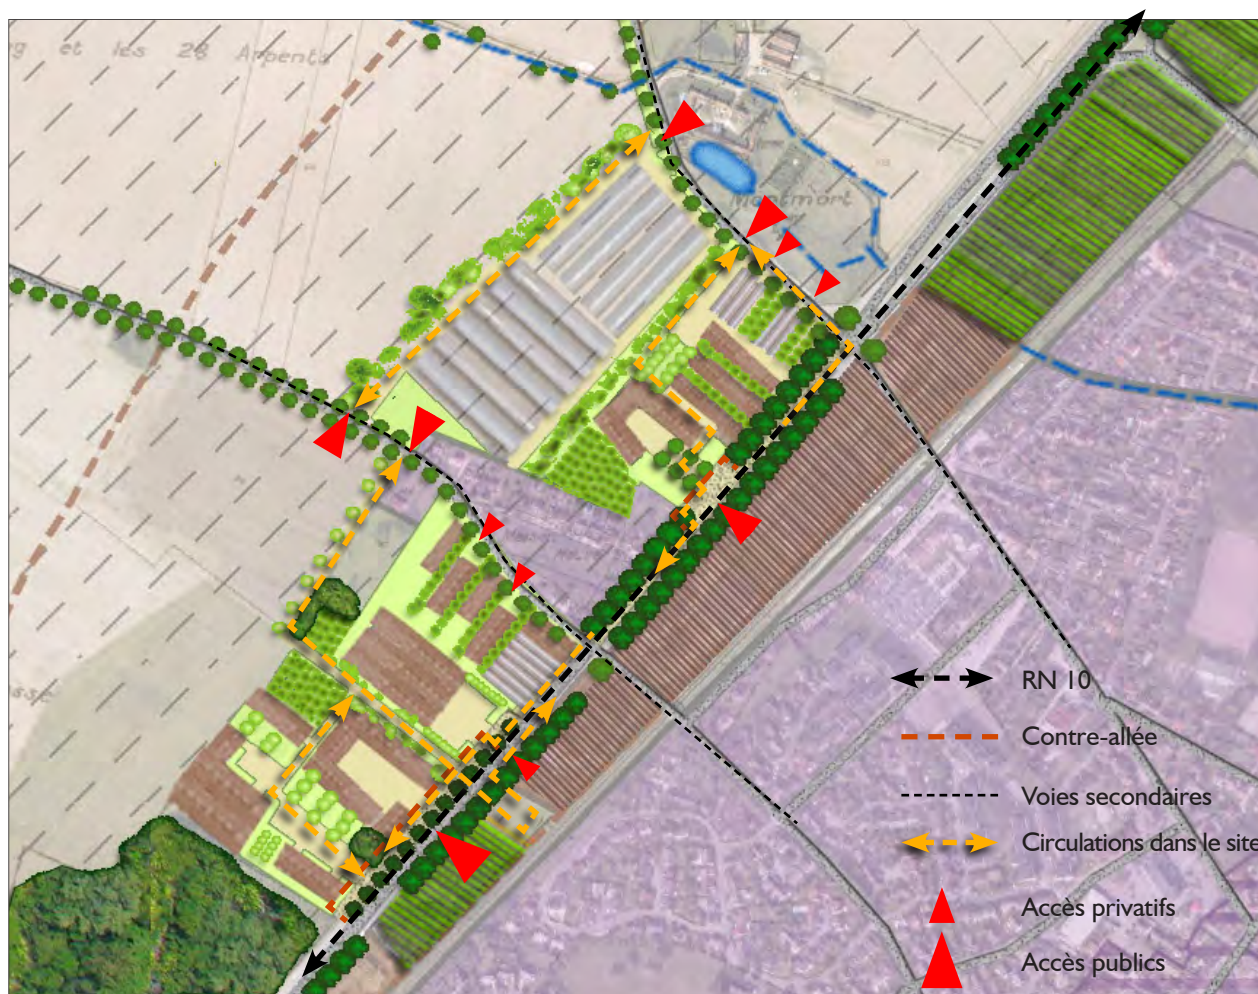 et les 28 Arpents
Montmort
RN 10
Contre-allée
Voies secondaires
Circulations dans le site
Accès privatifs
Accès publics